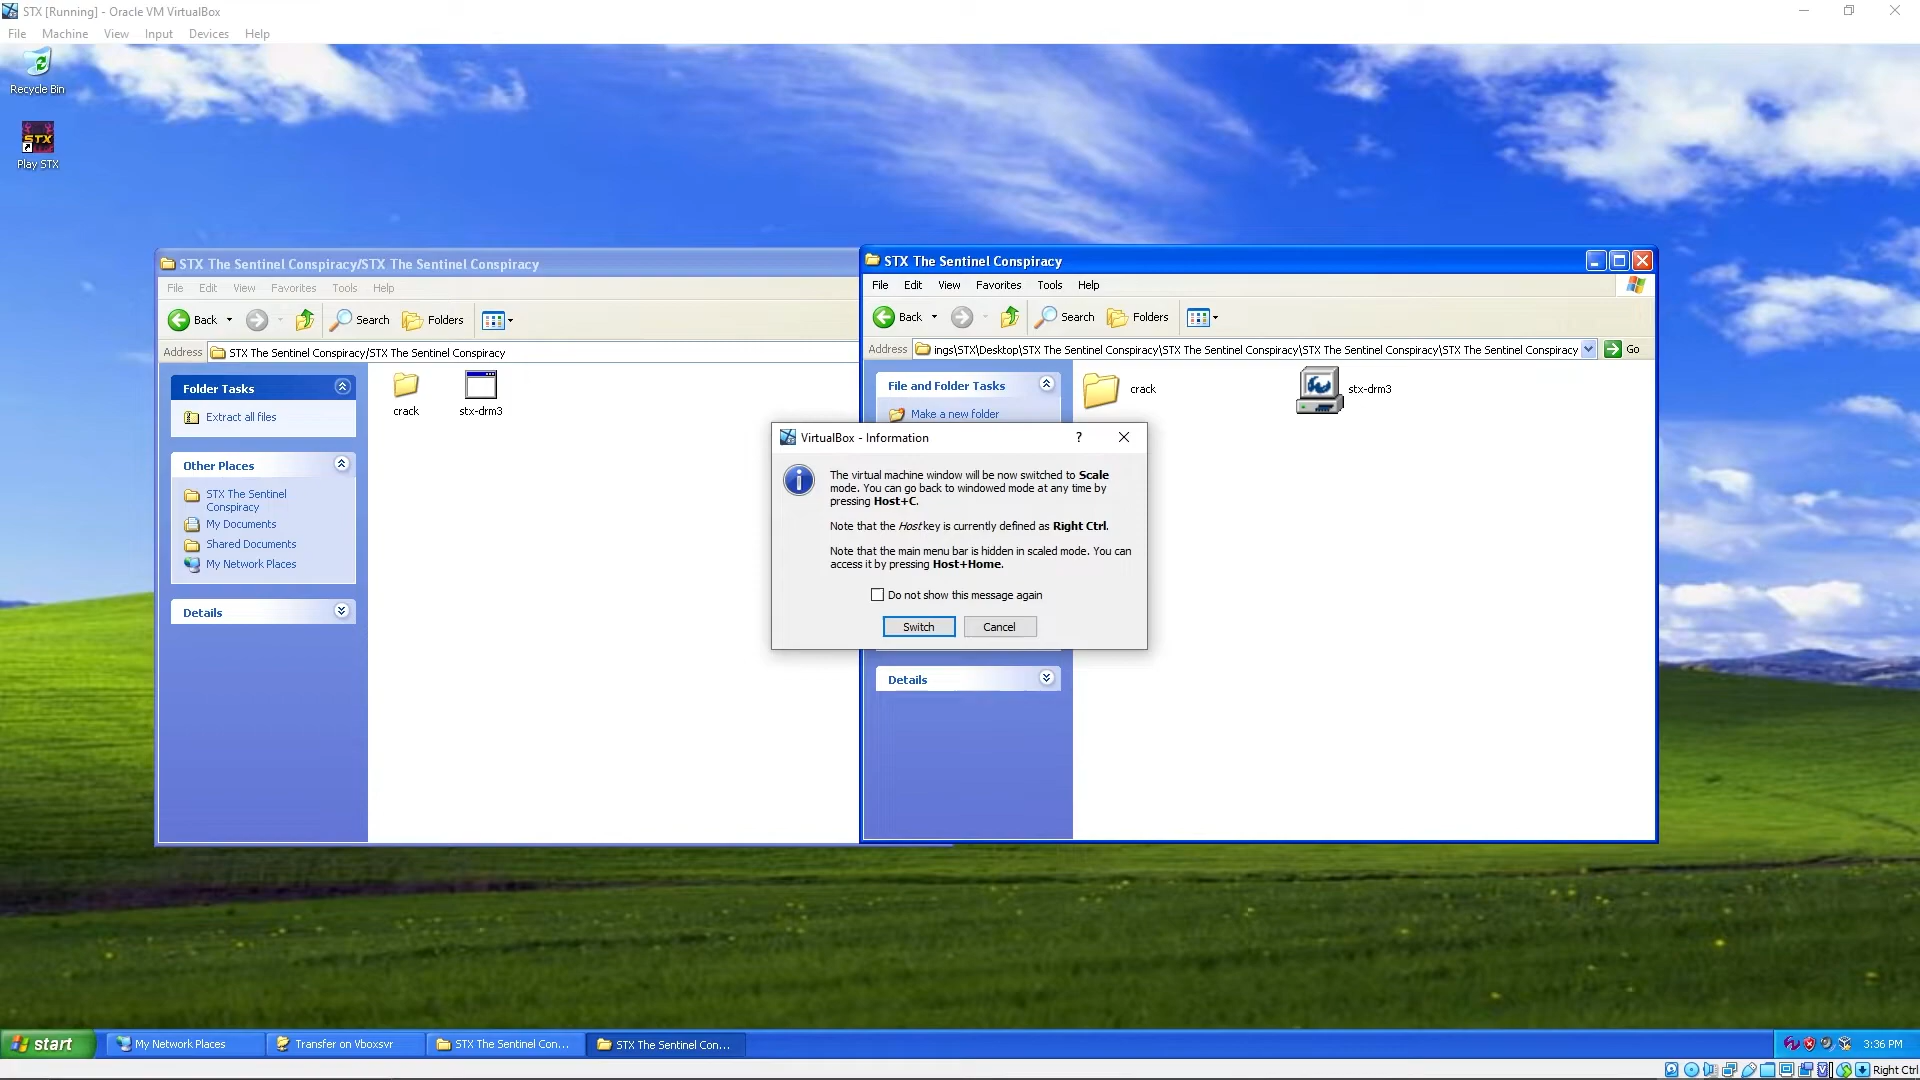 STX [Running] - Oracle VM VirtualBox
File Machine View Input Devices Help
Recycle Bin
STX
Play STX
STX The Sentinel Conspiracy/STX The Sentinel Conspiracy
File Edit View Favorites Tools Help
Back Search Folders
Address STX The Sentinel Conspiracy/STX The Sentinel Conspiracy
Folder Tasks
Extract all files
Other Places
STX The Sentinel
Conspiracy
My Documents
Shared Documents
My Network Places
Details
crack
stx-drm3
STX The Sentinel Conspiracy
File Edit View Favorites Tools Help
Back Search Folders
Address ings\STX\Desktop\STX The Sentinel Conspiracy\STX The Sentinel Conspiracy\STX The Sentinel Conspiracy\STX The Sentinel Conspiracy Go
File and Folder Tasks
Make a new folder
Details
crack
stx-drm3
VirtualBox - Information ?
The virtual machine window will be now switched to Scale
mode. You can go back to windowed mode at any time by
pressing Host+C.
Note that the Host key is currently defined as Right Ctrl.
Note that the main menu bar is hidden in scaled mode. You can
access it by pressing Host+Home.
Do not show this message again
Switch Cancel
start My Network Places Transfer on Vboxsvr STX The Sentinel Con... STX The Sentinel Con... 3:36 PM
Right Ctrl